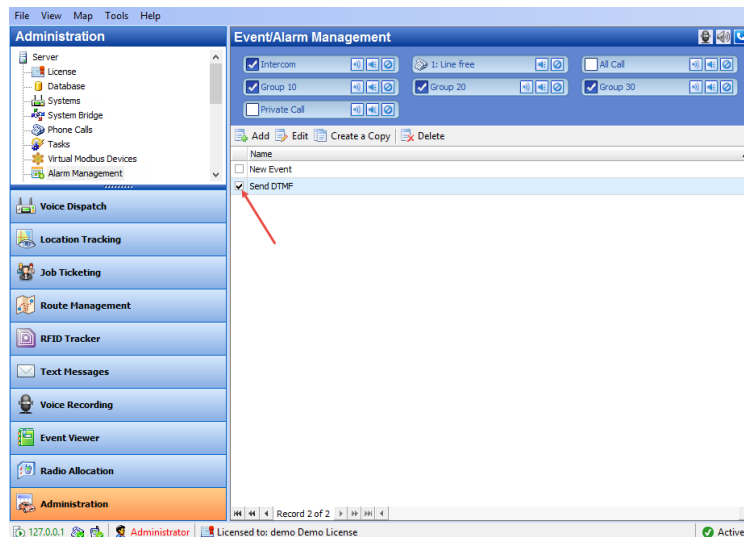 File View Map Tools Help
Administration
Server
License
Database
Systems
System Bridge
Phone Calls
Tasks
Virtual Modbus Devices
Alarm Management
Voice Dispatch
Location Tracking
Job Ticketing
Route Management
RFID Tracker
Text Messages
Voice Recording
Event Viewer
Radio Allocation
Administration
Event/Alarm Management
Intercom 1: Line free All Call
Group 10 Group 20 Group 30
Private Call
Add Edit Create a Copy Delete
Name
New Event
Send DTMF
Record 2 of 2
127.0.0.1 Administrator Licensed to: demo Demo License Active